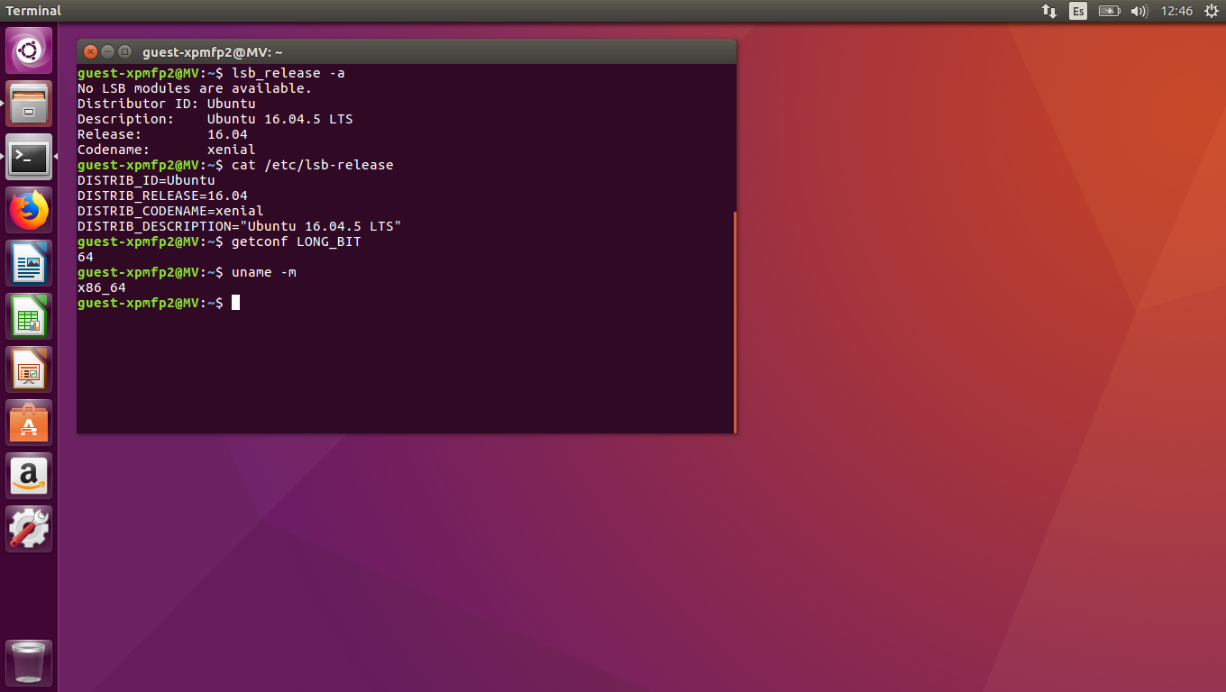 Terminal
Es
12:46
guest-xpmfp2@MV: ~
guest-xpmfp2@MV:~$ lsb_release -a
No LSB modules are available.
Distributor ID: Ubuntu
Description:    Ubuntu 16.04.5 LTS
Release:        16.04
Codename:       xenial
guest-xpmfp2@MV:~$ cat /etc/lsb-release
DISTRIB_ID=Ubuntu
DISTRIB_RELEASE=16.04
DISTRIB_CODENAME=xenial
DISTRIB_DESCRIPTION="Ubuntu 16.04.5 LTS"
guest-xpmfp2@MV:~$ getconf LONG_BIT
64
guest-xpmfp2@MV:~$ uname -m
x86_64
guest-xpmfp2@MV:~$